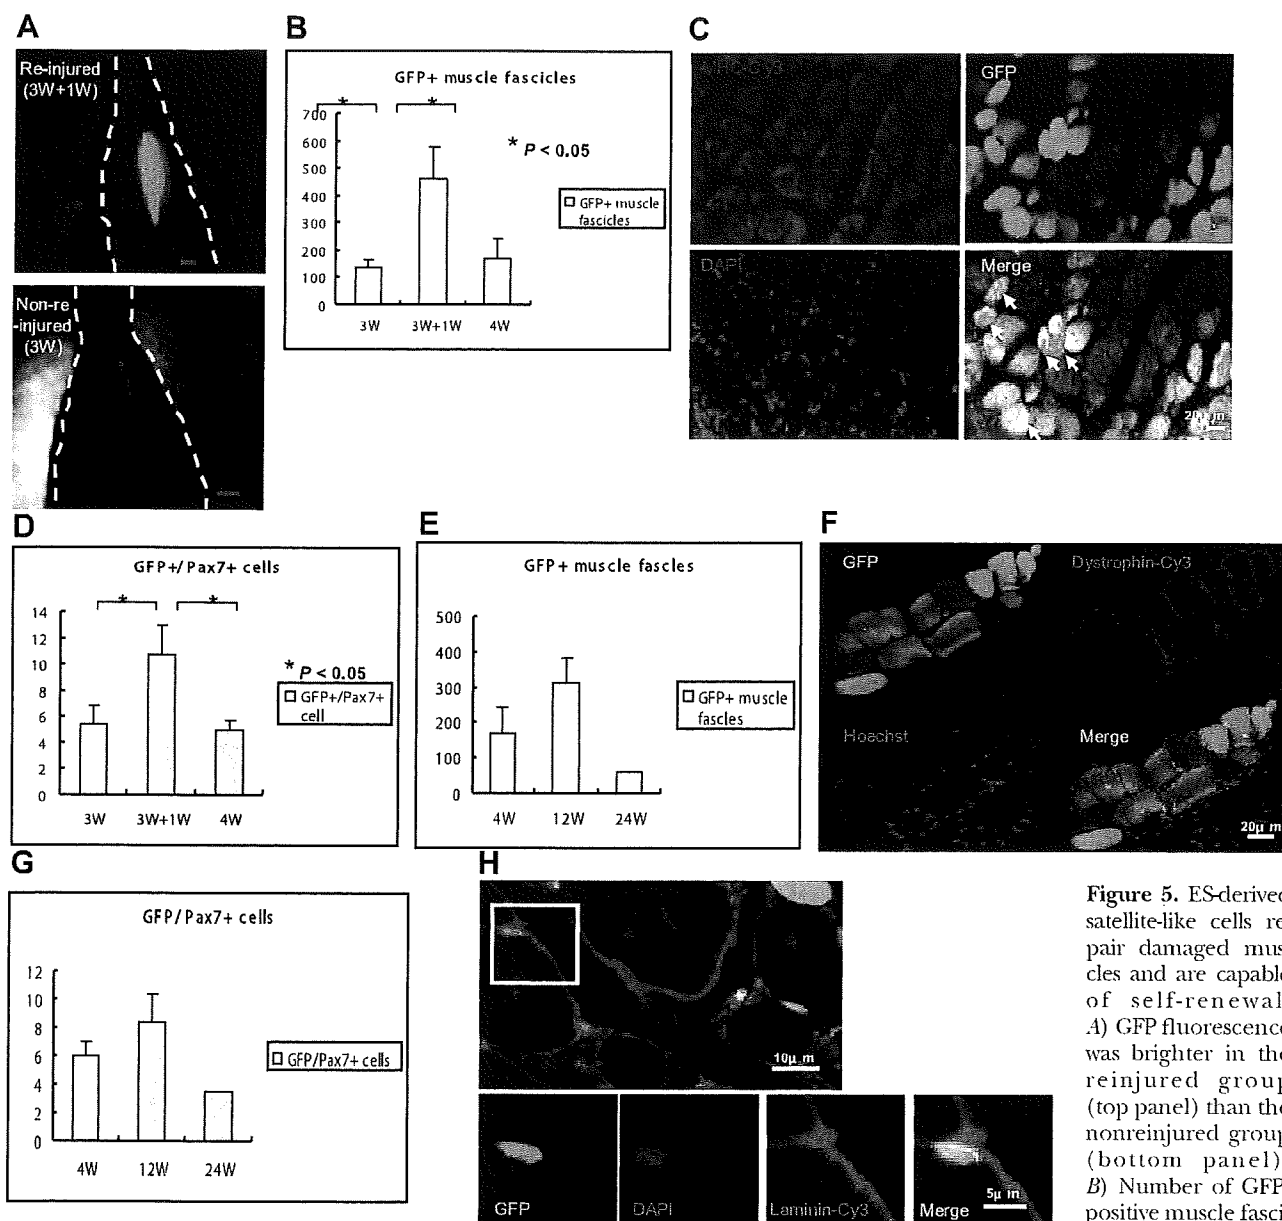 A
Re-injured
(3W+1W)
Non-re
-injured
(3W)
B
GFP+ muscle fascicles
* *
* P < 0.05
700
600
500
400
300
200
100
0
3W 3W+1W 4W
GFP+ muscle
fascicles
C
GFP
DAPI
Merge
20µ m
D
GFP+/Pax7+ cells
* *
* P < 0.05
14
12
10
8
6
4
2
0
3W 3W+1W 4W
GFP+/Pax7+
cell
E
GFP+ muscle fascles
500
400
300
200
100
0
4W 12W 24W
GFP+ muscle
fascles
F
GFP
Dystrophin-Cy3
Hoachst
Merge
20µ m
G
GFP/Pax7+ cells
12
10
8
6
4
2
0
4W 12W 24W
GFP/Pax7+ cells
H
10µ m
GFP
DAPI
Laminin-Cy3
Merge
5µ m
Figure 5. ES-derived
satellite-like cells re
pair damaged mus
cles and are capable
of self-renewal
A) GFP fluorescence
was brighter in the
reinjured group
(top panel) than the
nonreinjured group
(bottom panel)
B) Number of GFP
positive muscle fasci